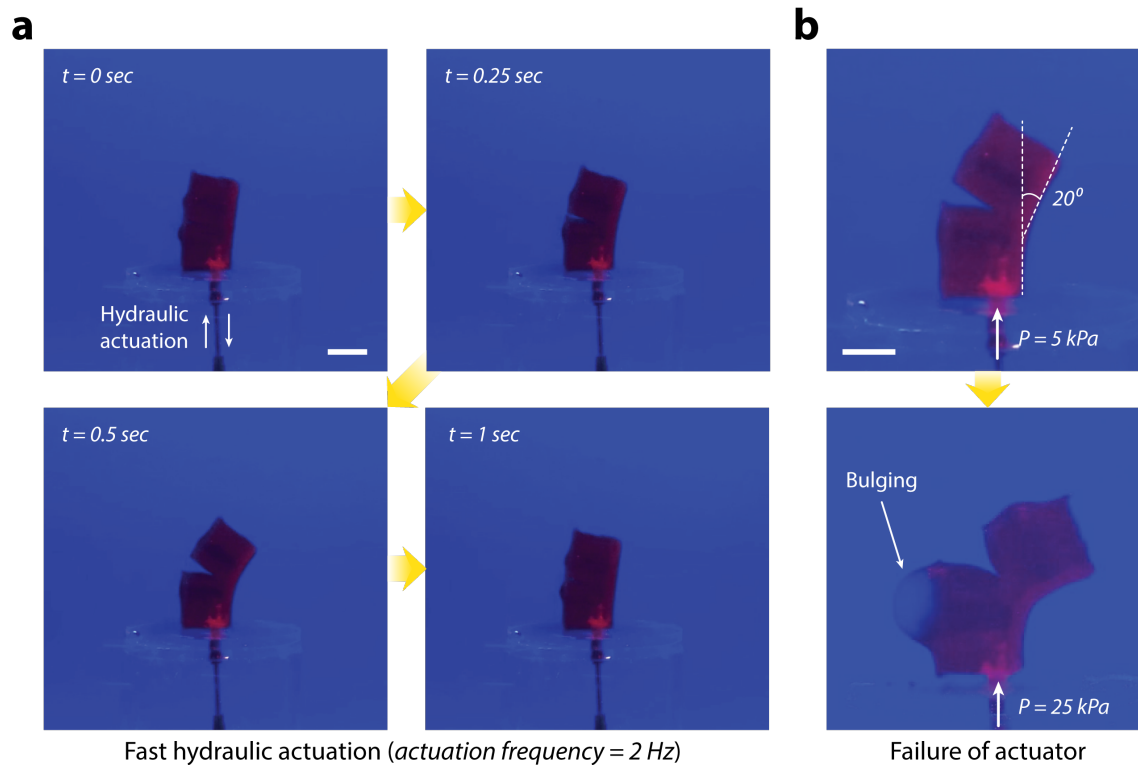 a
b
t = 0 sec
t = 0.25 sec
Hydraulic
actuation
20⁰
P = 5 kPa
t = 0.5 sec
t = 1 sec
Bulging
P = 25 kPa
Fast hydraulic actuation (actuation frequency = 2 Hz)
Failure of actuator